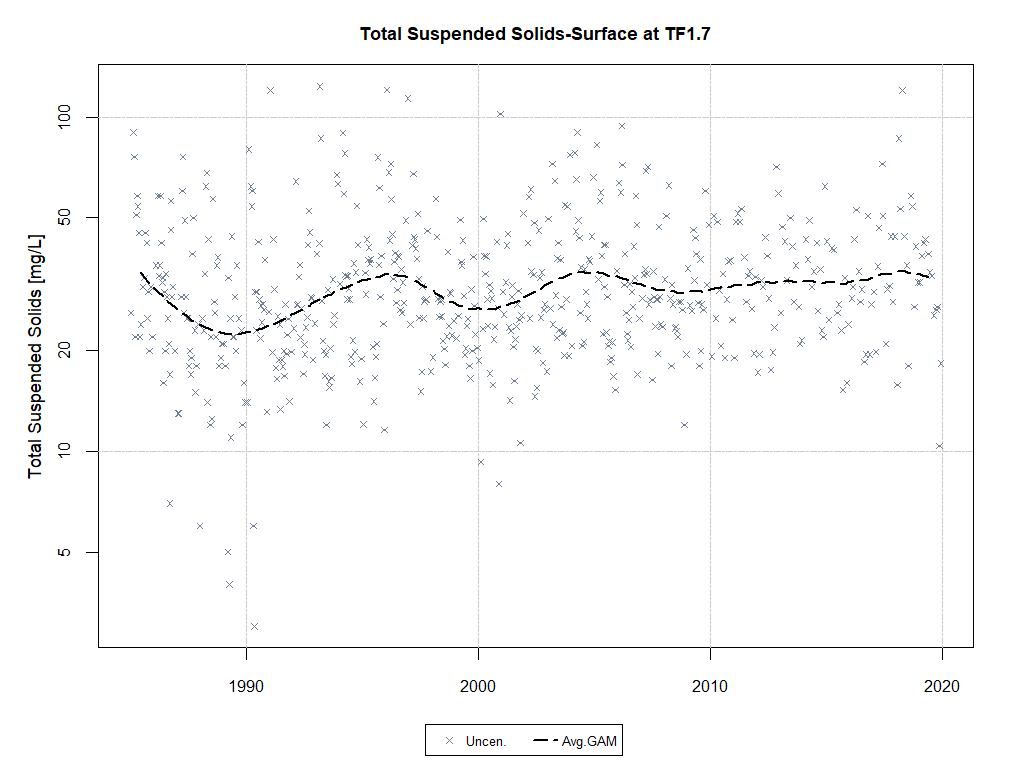 Total Suspended Solids-Surface at TF1.7
Total Suspended Solids [mg/L]
100
50
20
10
5
1990
2000
2010
2020
Uncen.
Avg.GAM